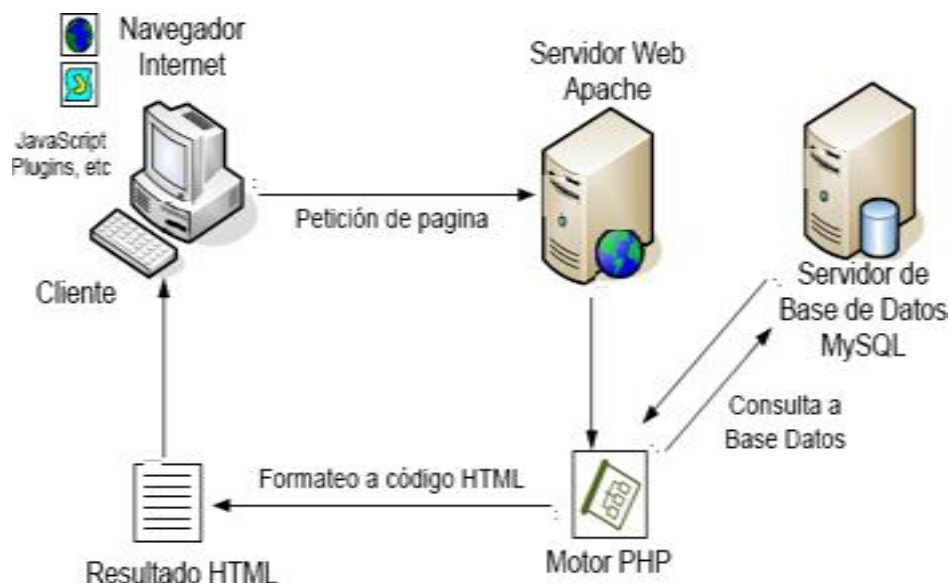 Navegador
Internet
JavaScript
Plugins, etc
Cliente
Petición de pagina
Servidor Web
Apache
Servidor de
Base de Datos
MySQL
Consulta a
Base Datos
Formateo a código HTML
Motor PHP
Resultado HTML